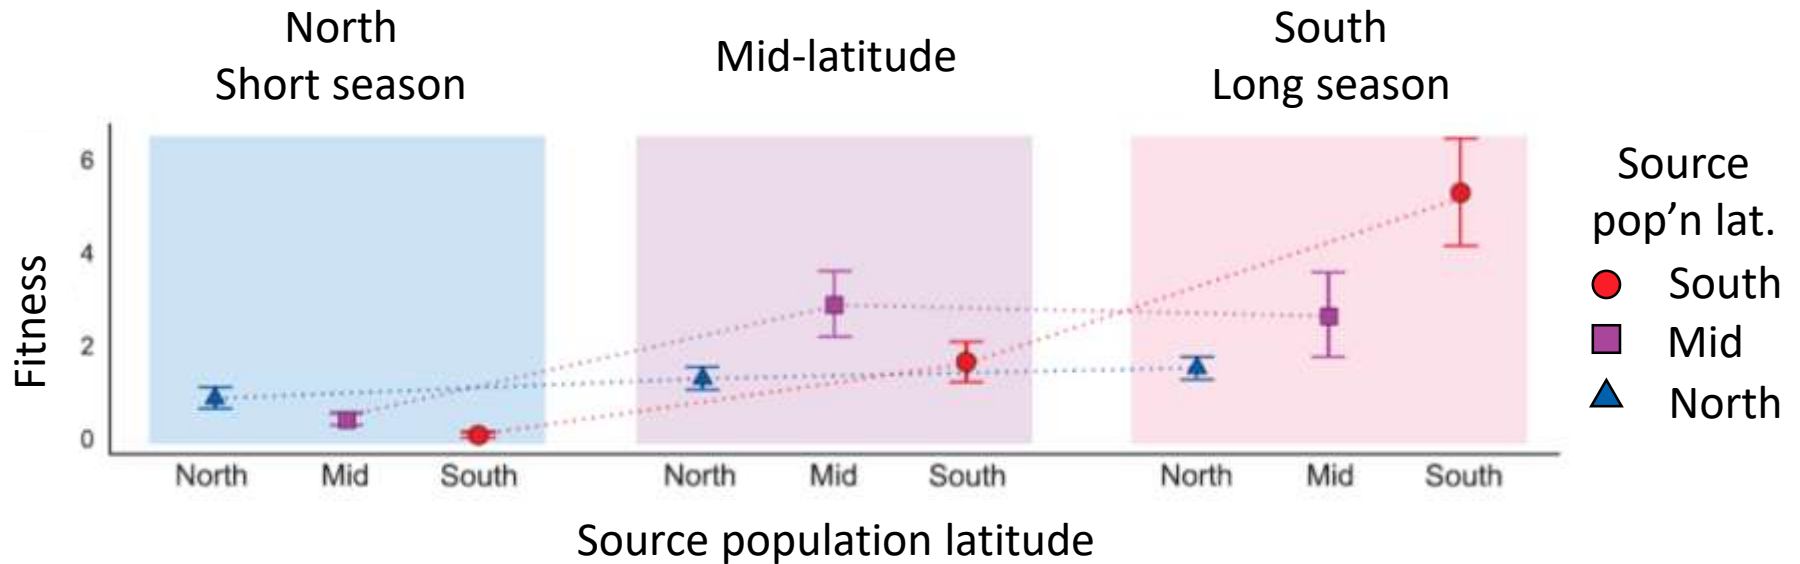 North
Short season
Mid-latitude
South
Long season
Fitness
6
4
2
0
North Mid South
North Mid South
North Mid South
Source population latitude
Source
pop’n lat.
South
Mid
North